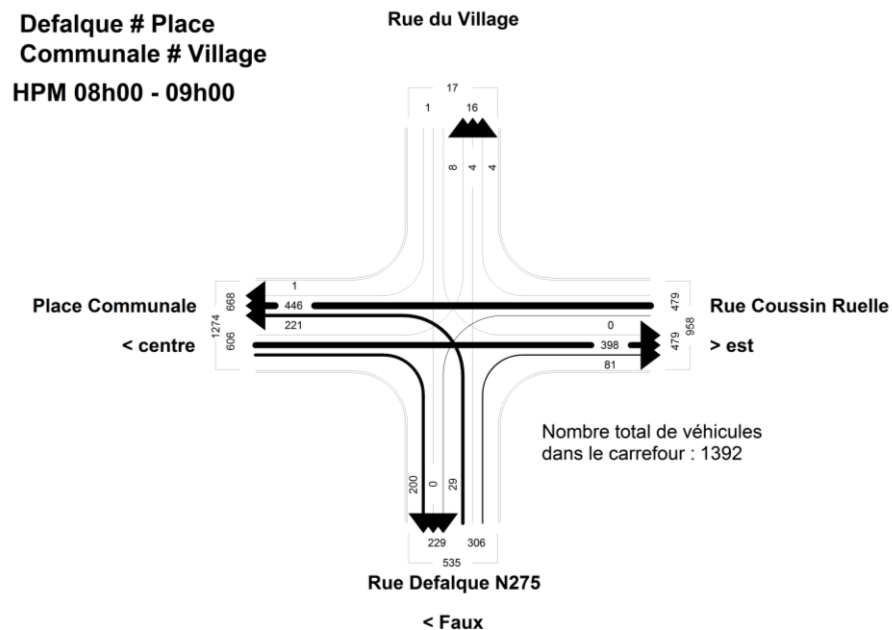 Defalque # Place
Communale # Village
HPM 08h00 - 09h00
Rue du Village
17
1 16
8 4 4
Place Communale
< centre
1274
668
606
1
446
221
0
398
81
479
479
958
Rue Coussin Ruelle
> est
Nombre total de véhicules
dans le carrefour : 1392
200 0 29
229 306
535
Rue Defalque N275
< Faux